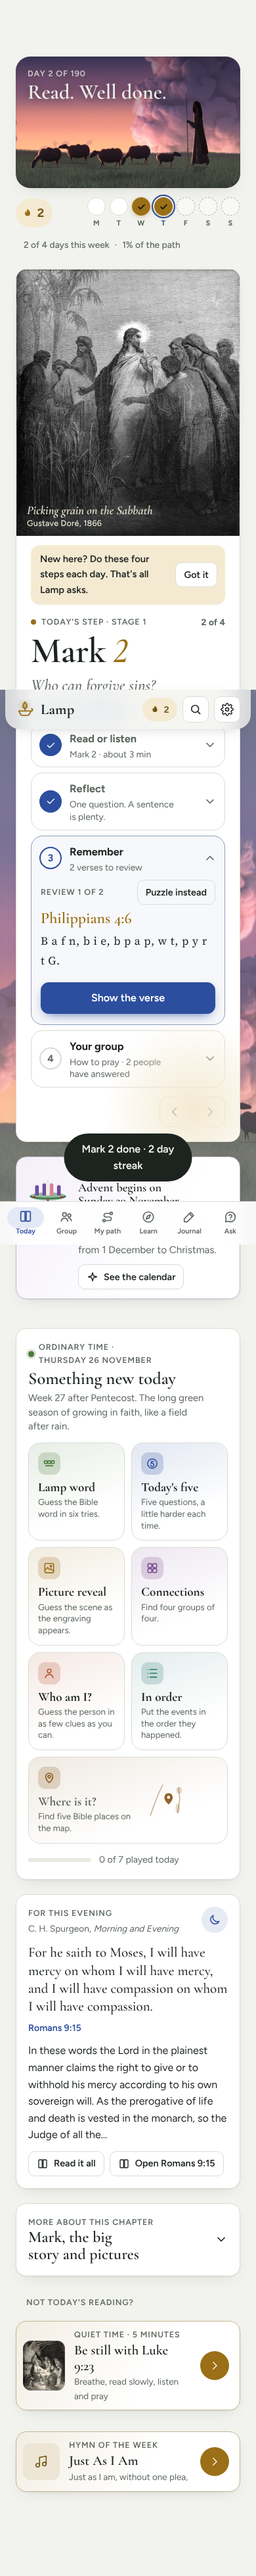 DAY 2 OF 190
Read. Well done.
2
M T W T F S S
2 of 4 days this week · 1% of the path
Picking grain on the Sabbath
Gustave Doré, 1866
New here? Do these four
steps each day. That's all
Lamp asks.
Got it
TODAY'S STEP · STAGE 1
2 of 4
Mark 2
Who can forgive sins?
Lamp
2
Read or listen
Mark 2 · about 3 min
Reflect
One question. A sentence
is plenty.
3
Remember
2 verses to review
REVIEW 1 OF 2
Puzzle instead
Philippians 4:6
B a f n, b i e, b p a p, w t, p y r
t G.
Show the verse
4
Your group
How to pray · 2 people
have answered
Mark 2 done · 2 day
streak
Advent begins on
Sunday 29 November
Today
Group
My path
Learn
Journal
Ask
from 1 December to Christmas.
See the calendar
ORDINARY TIME ·
THURSDAY 26 NOVEMBER
Something new today
Week 27 after Pentecost. The long green
season of growing in faith, like a field
after rain.
Lamp word
Guess the Bible
word in six tries.
Today's five
Five questions, a
little harder each
time.
Picture reveal
Guess the scene as
the engraving
appears.
Connections
Find four groups of
four.
Who am I?
Guess the person in
as few clues as you
can.
In order
Put the events in
the order they
happened.
Where is it?
Find five Bible places on
the map.
0 of 7 played today
FOR THIS EVENING
C. H. Spurgeon, Morning and Evening
For he saith to Moses, I will have
mercy on whom I will have mercy,
and I will have compassion on whom
I will have compassion.
Romans 9:15
In these words the Lord in the plainest
manner claims the right to give or to
withhold his mercy according to his own
sovereign will. As the prerogative of life
and death is vested in the monarch, so the
Judge of all the...
Read it all
Open Romans 9:15
MORE ABOUT THIS CHAPTER
Mark, the big
story and pictures
NOT TODAY'S READING?
QUIET TIME · 5 MINUTES
Be still with Luke
9:23
Breathe, read slowly, listen
and pray
HYMN OF THE WEEK
Just As I Am
Just as I am, without one plea,